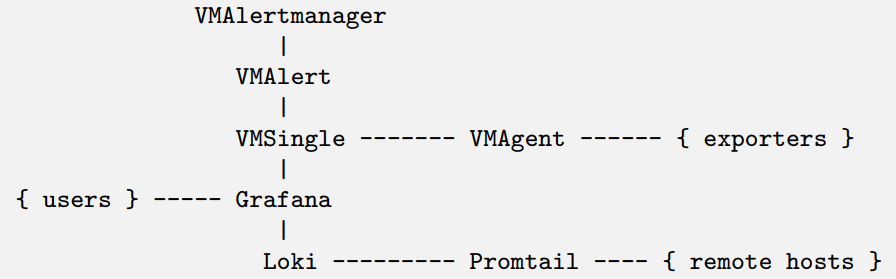 VMAlertmanager
|
VMAlert
|
VMSingle ------- VMAgent ------ { exporters }
|
{ users } ----- Grafana
|
Loki --------- Promtail ---- { remote hosts }